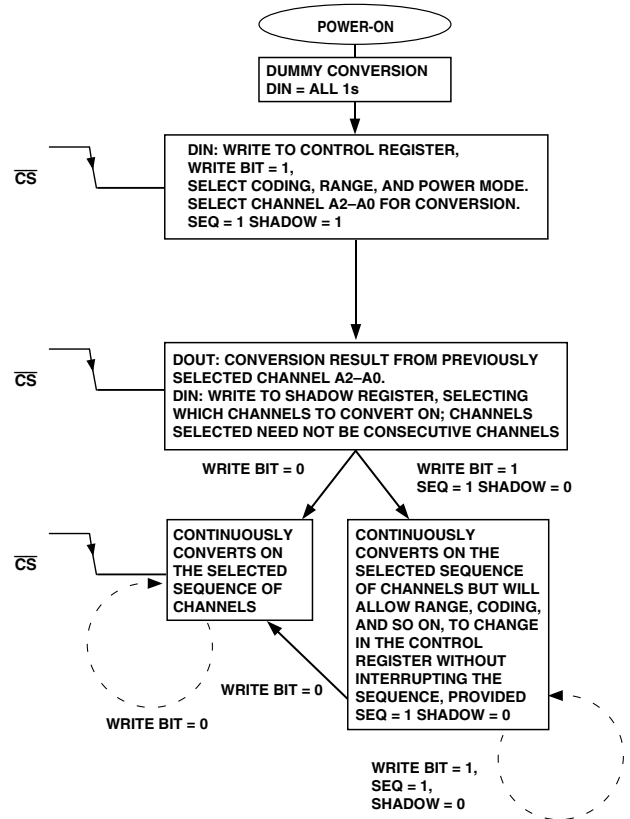 POWER-ON
DUMMY CONVERSION
DIN = ALL 1s
CS
DIN: WRITE TO CONTROL REGISTER,
WRITE BIT = 1,
SELECT CODING, RANGE, AND POWER MODE.
SELECT CHANNEL A2–A0 FOR CONVERSION.
SEQ = 1 SHADOW = 1
CS
DOUT: CONVERSION RESULT FROM PREVIOUSLY
SELECTED CHANNEL A2–A0.
DIN: WRITE TO SHADOW REGISTER, SELECTING
WHICH CHANNELS TO CONVERT ON; CHANNELS
SELECTED NEED NOT BE CONSECUTIVE CHANNELS
WRITE BIT = 0
WRITE BIT = 1
SEQ = 1 SHADOW = 0
CS
CONTINUOUSLY
CONVERTS ON
THE SELECTED
SEQUENCE OF
CHANNELS
CONTINUOUSLY
CONVERTS ON THE
SELECTED SEQUENCE
OF CHANNELS BUT WILL
ALLOW RANGE, CODING,
AND SO ON, TO CHANGE
IN THE CONTROL
REGISTER WITHOUT
INTERRUPTING THE
SEQUENCE, PROVIDED
SEQ = 1 SHADOW = 0
WRITE BIT = 0
WRITE BIT = 0
WRITE BIT = 1,
SEQ = 1,
SHADOW = 0